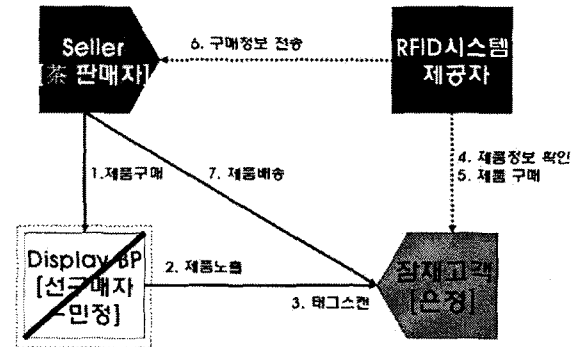 Seller
[茶 판매자]
6. 구매정보 전송
RFID시스템
제공자
1.제품구매
7. 제품배송
4. 제품정보 확인
5. 제품 구매
Display BP
[선구매자
-민정]
2. 제품노출
3. 태그스캔
잠재고객
[은정]